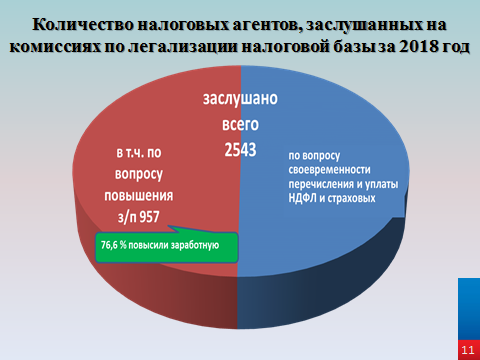 Количество налоговых агентов, заслушанных на
комиссиях по легализации налоговой базы за 2018 год
заслушано
всего
2543
в т.ч. по
вопросу
повышения
з/п 957
76,6 % повысили заработную
по вопросу
своевременности
перечисления и уплаты
НДФЛ и страховых
11